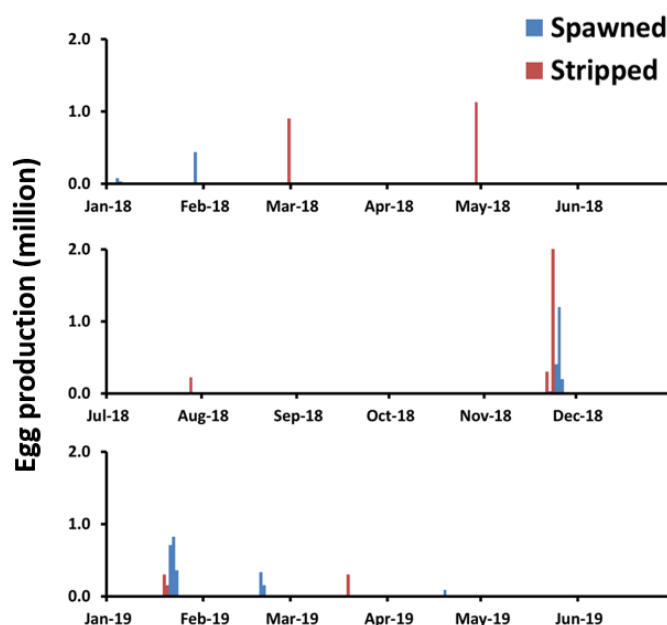 Spawned
Stripped
Egg production (million)
2.0
1.0
0.0
Jan-18 Feb-18 Mar-18 Apr-18 May-18 Jun-18
2.0
1.0
0.0
Jul-18 Aug-18 Sep-18 Oct-18 Nov-18 Dec-18
2.0
1.0
0.0
Jan-19 Feb-19 Mar-19 Apr-19 May-19 Jun-19